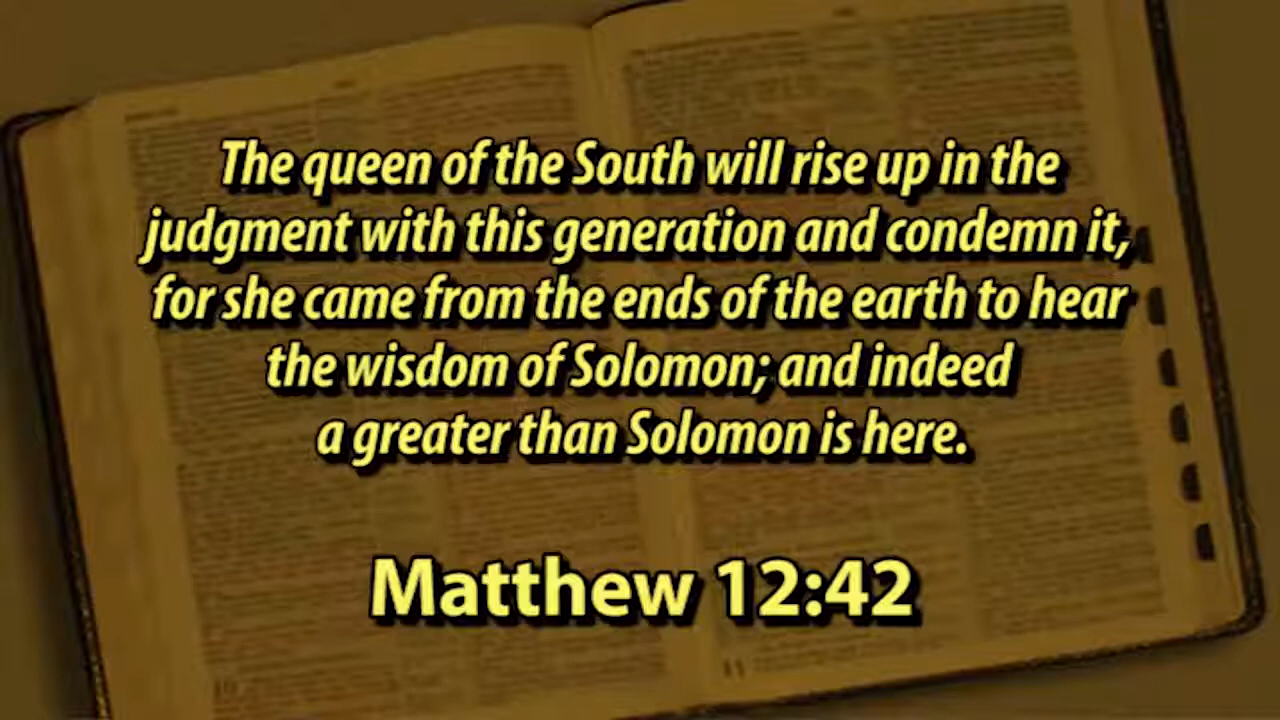 The queen of the South will rise up in the
judgment with this generation and condemn it,
for she came from the ends of the earth to hear
the wisdom of Solomon; and indeed
a greater than Solomon is here.
Matthew 12:42